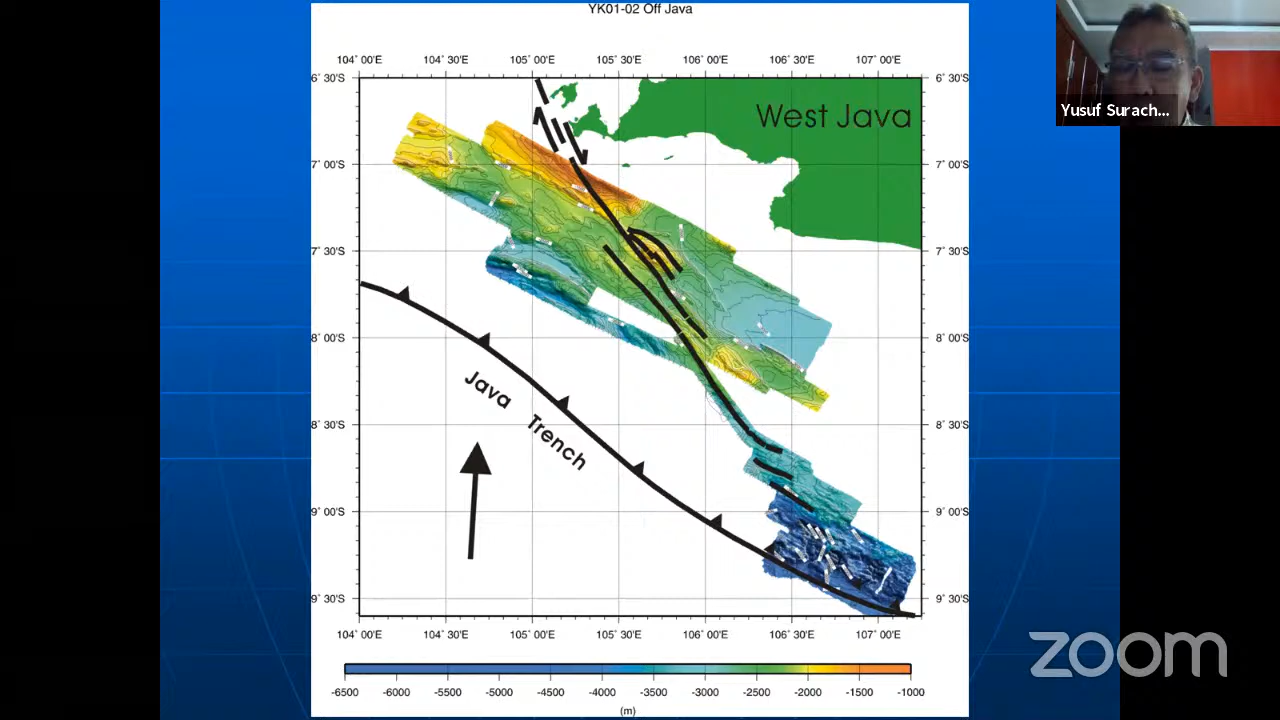 YK01-02 Off Java
104˚ 00'E 104˚ 30'E 105˚ 00'E 105˚ 30'E 106˚ 00'E 106˚ 30'E 107˚ 00'E
Yusuf Surach...
6˚ 30'S 6˚ 30'S
West Java
7˚ 00'S 7˚ 00'S
7˚ 30'S 7˚ 30'S
8˚ 00'S 8˚ 00'S
Java Trench
8˚ 30'S 8˚ 30'S
9˚ 00'S 9˚ 00'S
9˚ 30'S 9˚ 30'S
104˚ 00'E 104˚ 30'E 105˚ 00'E 105˚ 30'E 106˚ 00'E 106˚ 30'E 107˚ 00'E
zoom
-6500 -6000 -5500 -5000 -4500 -4000 -3500 -3000 -2500 -2000 -1500 -1000
(m)